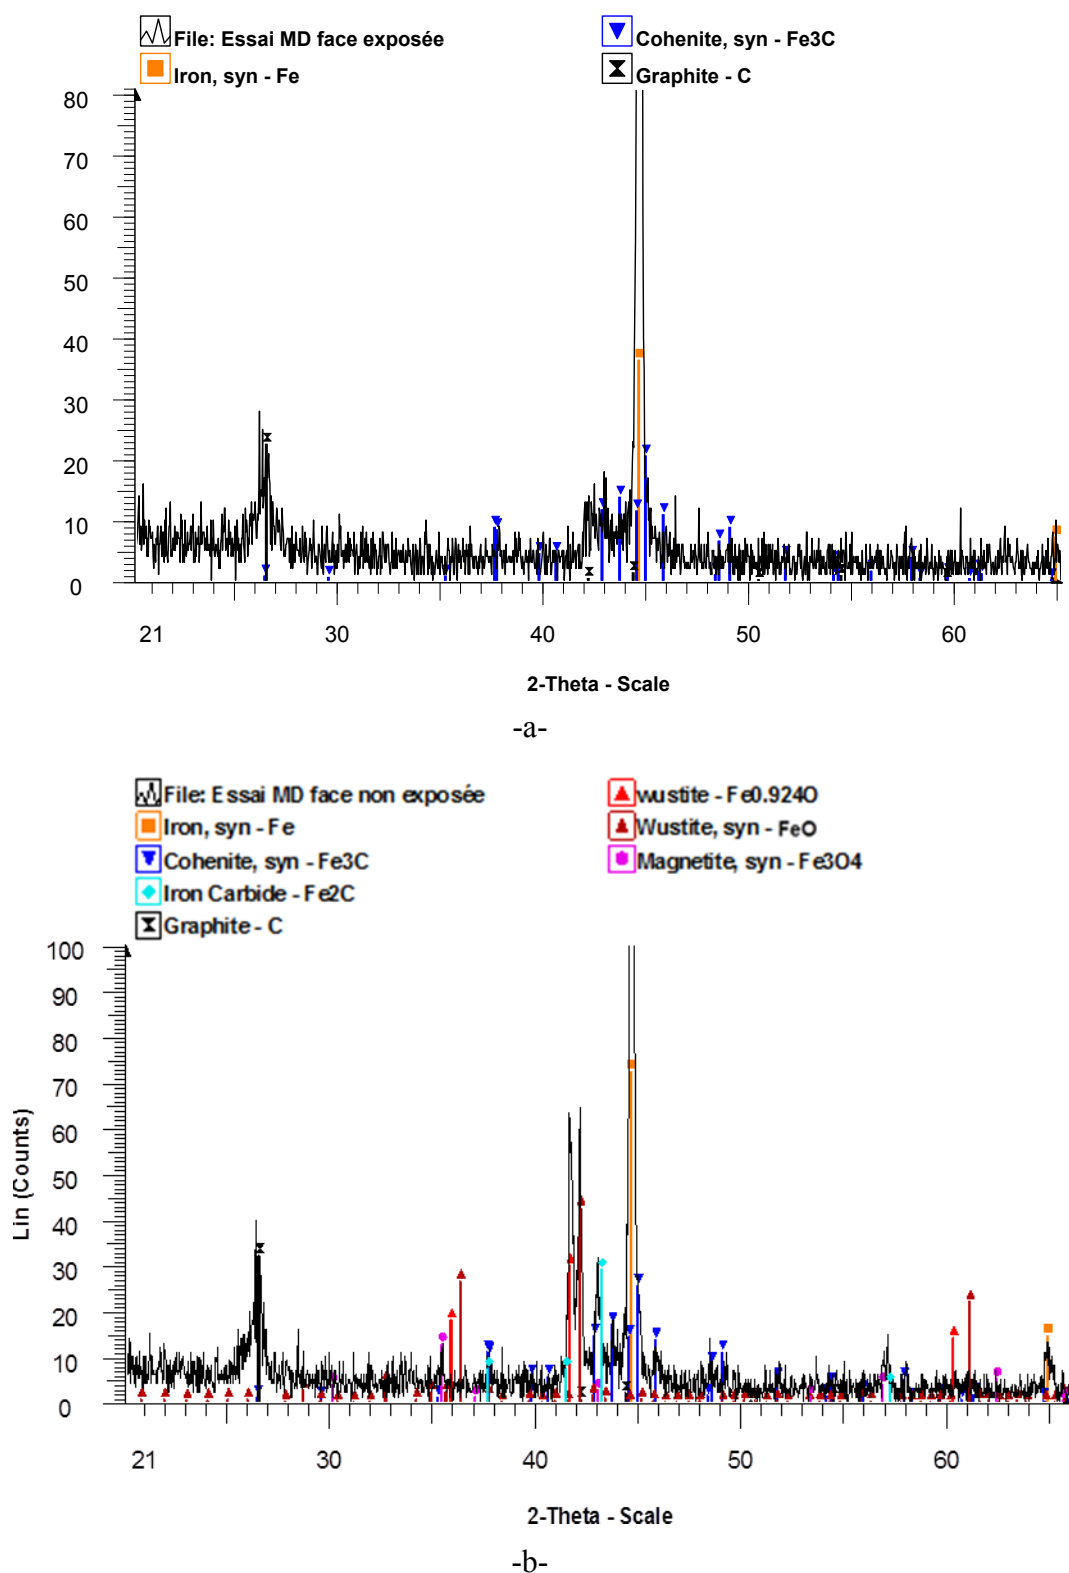 File: Essai MD face exposée
Cohenite, syn - Fe3C
Iron, syn - Fe
Graphite - C
80
70
60
50
40
30
20
10
0
21 30 40 50 60
2-Theta - Scale
-a-
File: Essai MD face non exposée
wustite - Fe0.924O
Iron, syn - Fe
Wustite, syn - FeO
Cohenite, syn - Fe3C
Magnetite, syn - Fe3O4
Iron Carbide - Fe2C
Graphite - C
Lin (Counts)
100
90
80
70
60
50
40
30
20
10
0
21 30 40 50 60
2-Theta - Scale
-b-